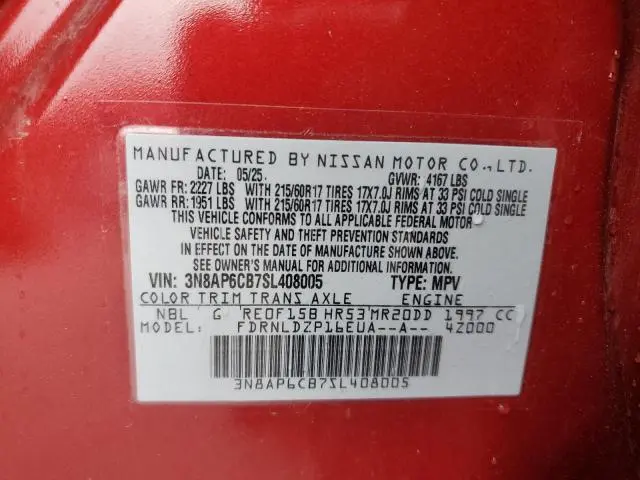 MANUFACTURED BY NISSAN MOTOR CO., LTD.
DATE: 05/25. GVWR: 4167 LBS
GAWR FR: 2227 LBS WITH 215/60R17 TIRES 17X7.0J RIMS AT 33 PSI COLD SINGLE
GAWR RR: 1951 LBS WITH 215/60R17 TIRES 17X7.0J RIMS AT 33 PSI COLD SINGLE
THIS VEHICLE CONFORMS TO ALL APPLICABLE FEDERAL MOTOR
VEHICLE SAFETY AND THEFT PREVENTION STANDARDS
IN EFFECT ON THE DATE OF MANUFACTURE SHOWN ABOVE.
SEE OWNER'S MANUAL FOR ADDITIONAL INFORMATION.
VIN: 3N8AP6CB7SL408005 TYPE: MPV
COLOR TRIM TRANS AXLE ENGINE
NBL G RE0F15B HR53 MR20DD 1997 CC
MODEL: FDRNLDZP16EUA--A-- 4Z000
3N8AP6CB7SL408005